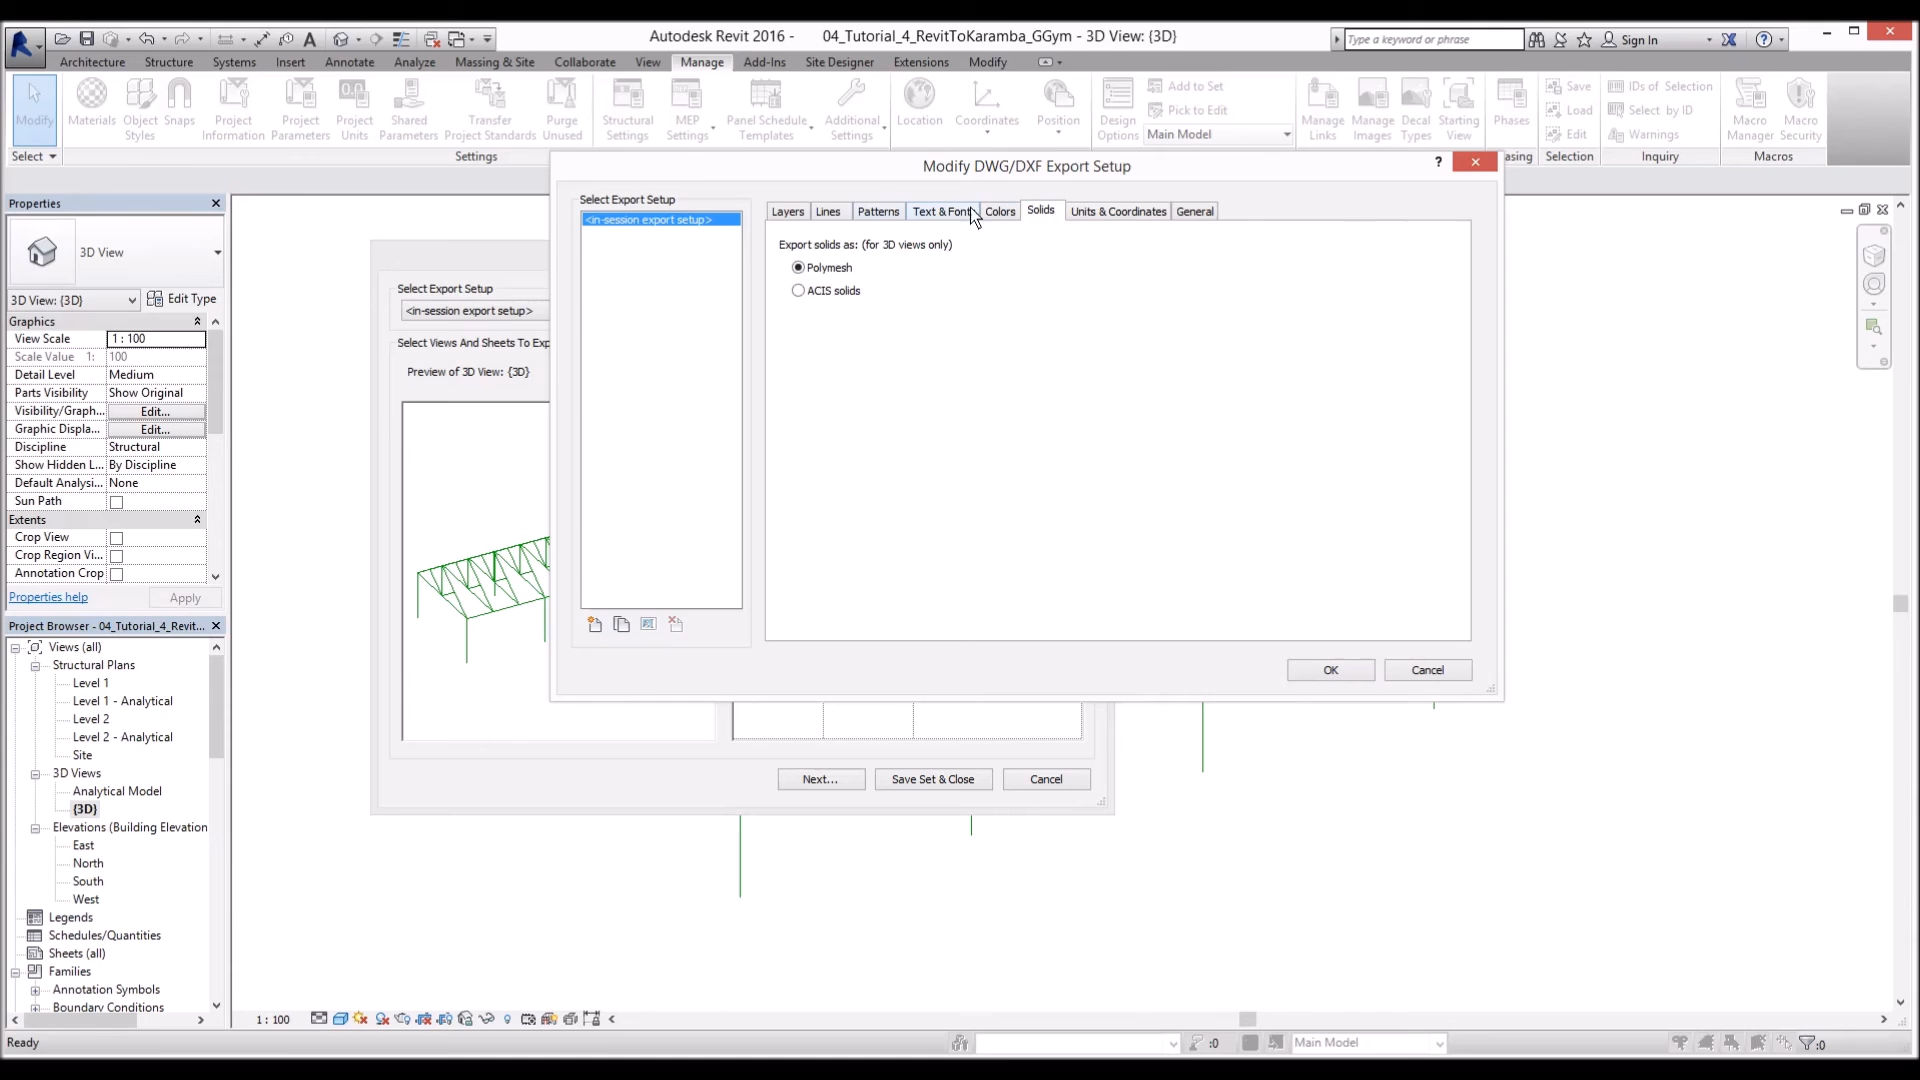 Autodesk Revit 2016 - 04_Tutorial_4_RevitToKaramba_GGym - 3D View: {3D}
Type a keyword or phrase
Sign In
Architecture Structure Systems Insert Annotate Analyze Massing & Site Collaborate View Manage Add-Ins Site Designer Extensions Modify
Modify
Materials
Object Styles
Snaps
Project Information
Project Parameters
Project Units
Shared Parameters
Transfer Project Standards
Purge Unused
Structural Settings
MEP Settings
Panel Schedule Templates
Additional Settings
Location
Coordinates
Position
Design Options
Add to Set
Pick to Edit
Main Model
Manage Links
Manage Images
Decal Types
Starting View
Phases
Save
Load
Edit
IDs of Selection
Select by ID
Warnings
Macro Manager
Macro Security
Select
Settings
asing
Selection
Inquiry
Macros
Modify DWG/DXF Export Setup
Select Export Setup
<in-session export setup>
Layers Lines Patterns Text & Font Colors Solids Units & Coordinates General
Export solids as: (for 3D views only)
Polymesh
ACIS solids
OK
Cancel
Select Export Setup
<in-session export setup>
Select Views And Sheets To Exp
Preview of 3D View: {3D}
Next...
Save Set & Close
Cancel
Properties
3D View
3D View: {3D}
Edit Type
Graphics
View Scale 1 : 100
Scale Value 1: 100
Detail Level Medium
Parts Visibility Show Original
Visibility/Graph... Edit...
Graphic Displa... Edit...
Discipline Structural
Show Hidden L... By Discipline
Default Analysi... None
Sun Path
Extents
Crop View
Crop Region Vi...
Annotation Crop
Properties help
Apply
Project Browser - 04_Tutorial_4_Revit...
Views (all)
Structural Plans
Level 1
Level 1 - Analytical
Level 2
Level 2 - Analytical
Site
3D Views
Analytical Model
{3D}
Elevations (Building Elevation
East
North
South
West
Legends
Schedules/Quantities
Sheets (all)
Families
Annotation Symbols
Boundary Conditions
1 : 100
Ready
:0
Main Model
:0